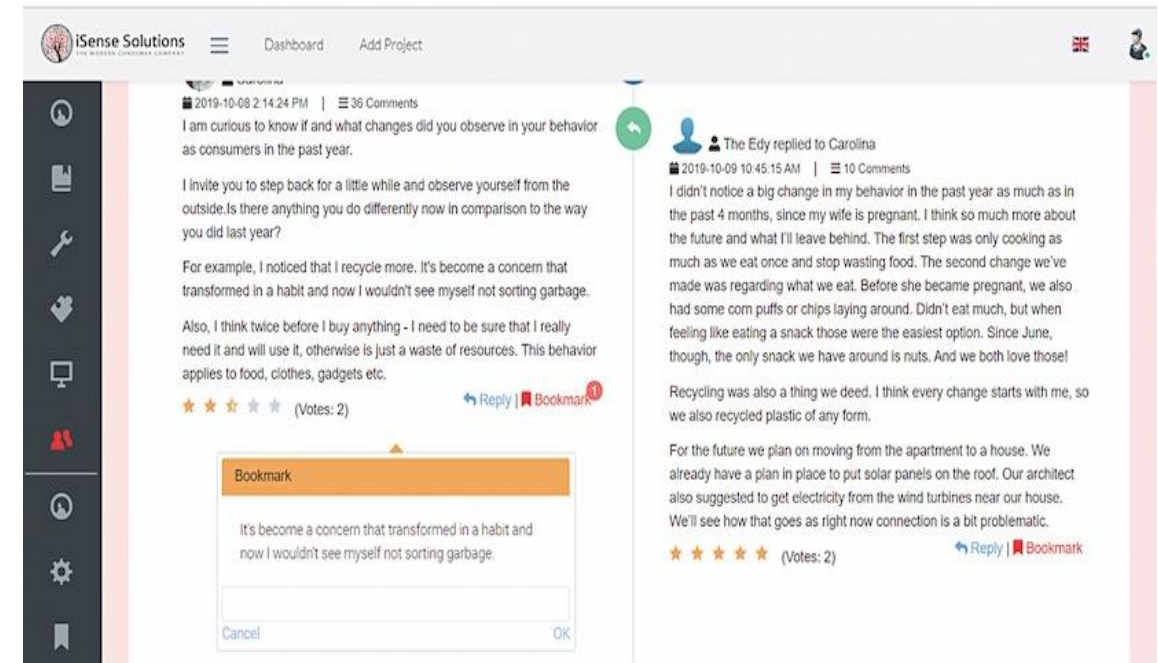 iSense Solutions
THE MODERN CONSUMER COMPANY
Dashboard
Add Project
Carolina
2019-10-08 2:14:24 PM | 36 Comments
I am curious to know if and what changes did you observe in your behavior
as consumers in the past year.
I invite you to step back for a little while and observe yourself from the
outside.Is there anything you do differently now in comparison to the way
you did last year?
For example, I noticed that I recycle more. It's become a concern that
transformed in a habit and now I wouldn't see myself not sorting garbage.
Also, I think twice before I buy anything - I need to be sure that I really
need it and will use it, otherwise is just a waste of resources. This behavior
applies to food, clothes, gadgets etc.
(Votes: 2)
Reply | Bookmark
1
Bookmark
It's become a concern that transformed in a habit and
now I wouldn't see myself not sorting garbage.
Cancel
OK
The Edy replied to Carolina
2019-10-09 10:45:15 AM | 10 Comments
I didn't notice a big change in my behavior in the past year as much as in
the past 4 months, since my wife is pregnant. I think so much more about
the future and what I'll leave behind. The first step was only cooking as
much as we eat once and stop wasting food. The second change we've
made was regarding what we eat. Before she became pregnant, we also
had some corn puffs or chips laying around. Didn't eat much, but when
feeling like eating a snack those were the easiest option. Since June,
though, the only snack we have around is nuts. And we both love those!
Recycling was also a thing we deed. I think every change starts with me, so
we also recycled plastic of any form.
For the future we plan on moving from the apartment to a house. We
already have a plan in place to put solar panels on the roof. Our architect
also suggested to get electricity from the wind turbines near our house.
We'll see how that goes as right now connection is a bit problematic.
(Votes: 2)
Reply | Bookmark